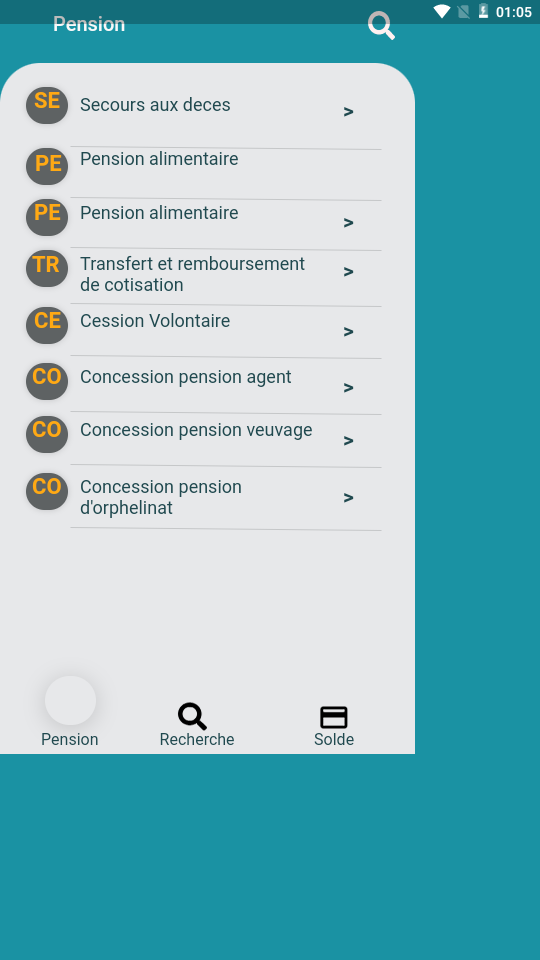 01:05
Pension
SE Secours aux deces >
PE Pension alimentaire
PE Pension alimentaire >
TR Transfert et remboursement
de cotisation >
CE Cession Volontaire >
CO Concession pension agent >
CO Concession pension veuvage >
CO Concession pension
d'orphelinat >
Pension Recherche Solde